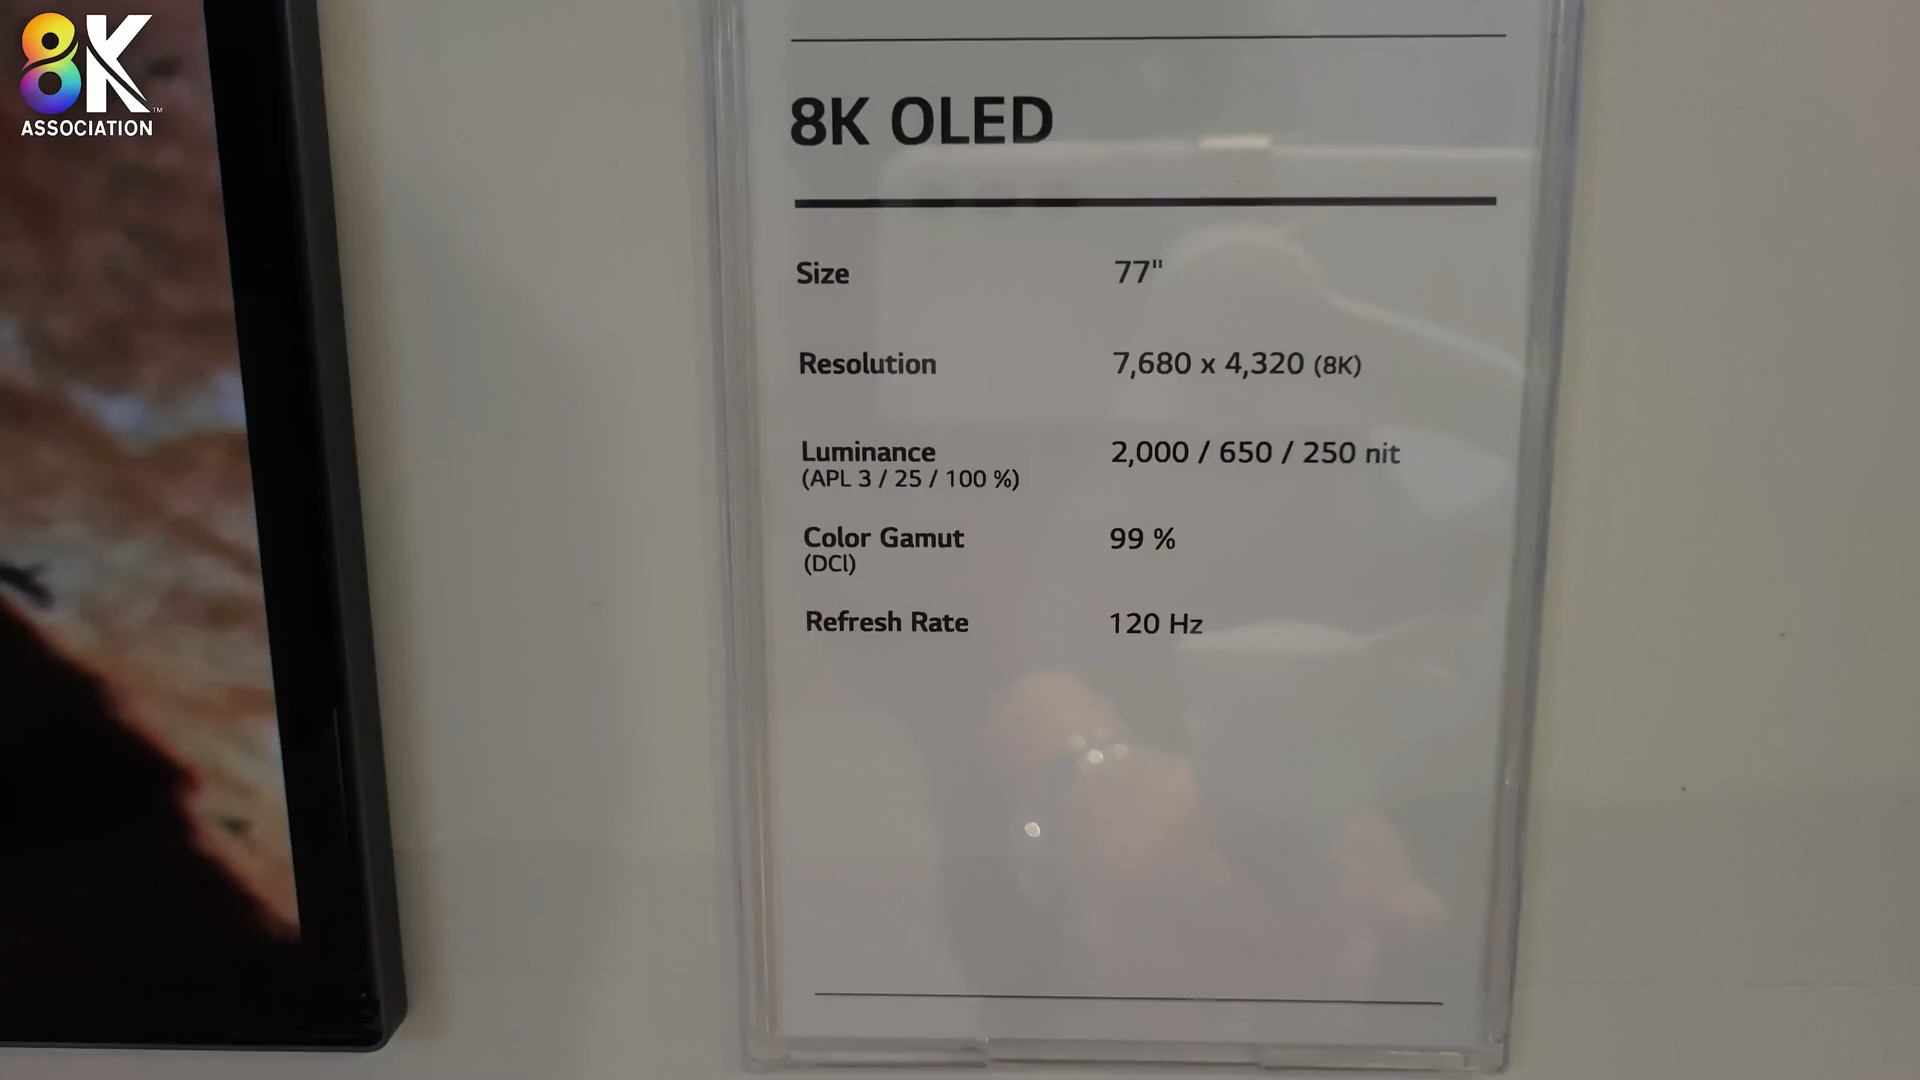 8K
™
ASSOCIATION
8K OLED
Size 77"
Resolution 7,680 x 4,320 (8K)
Luminance 2,000 / 650 / 250 nit
(APL 3 / 25 / 100 %)
Color Gamut 99 %
(DCI)
Refresh Rate 120 Hz